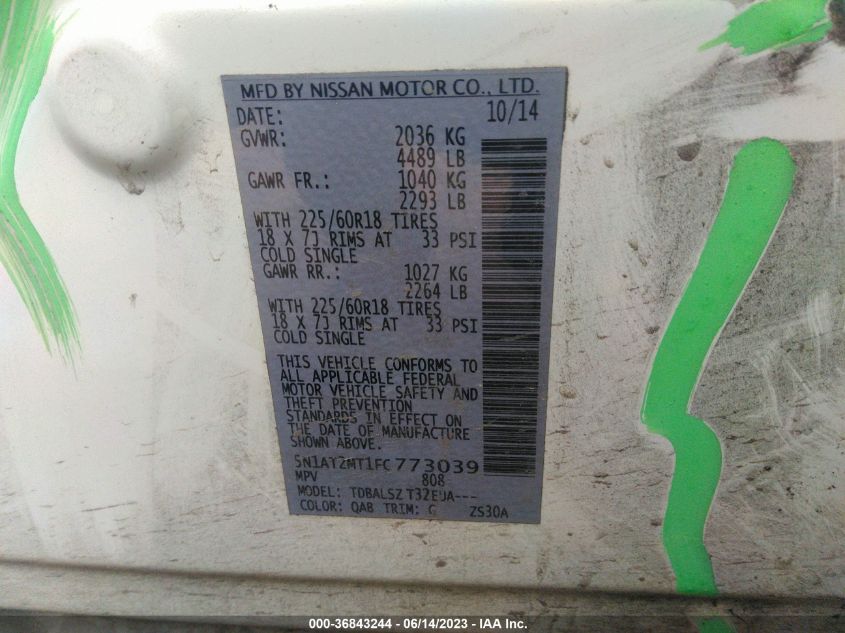 MFD BY NISSAN MOTOR CO., LTD.
DATE: 10/14
GVWR: 2036 KG
4489 LB
GAWR FR.: 1040 KG
2293 LB
WITH 225/60R18 TIRES
18 X 7J RIMS AT 33 PSI
COLD SINGLE
GAWR RR.: 1027 KG
2264 LB
WITH 225/60R18 TIRES
18 X 7J RIMS AT 33 PSI
COLD SINGLE
THIS VEHICLE CONFORMS TO
ALL APPLICABLE FEDERAL
MOTOR VEHICLE SAFETY AND
THEFT PREVENTION
STANDARDS IN EFFECT ON
THE DATE OF MANUFACTURE
SHOWN ABOVE.
5N1AT2MT1FC773039
MPV 808
MODEL: TDBALSZ T32EUA---
COLOR: QAB TRIM: G ZS30A
000-36843244 - 06/14/2023 - IAA Inc.